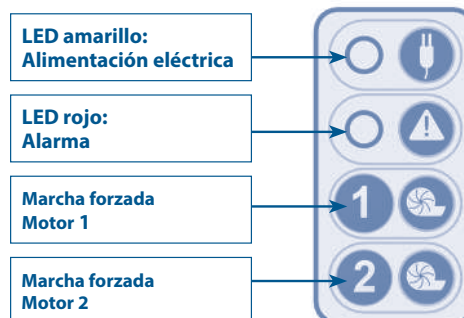 LED amarillo:
Alimentación eléctrica
LED rojo:
Alarma
Marcha forzada
Motor 1
1
Marcha forzada
Motor 2
2